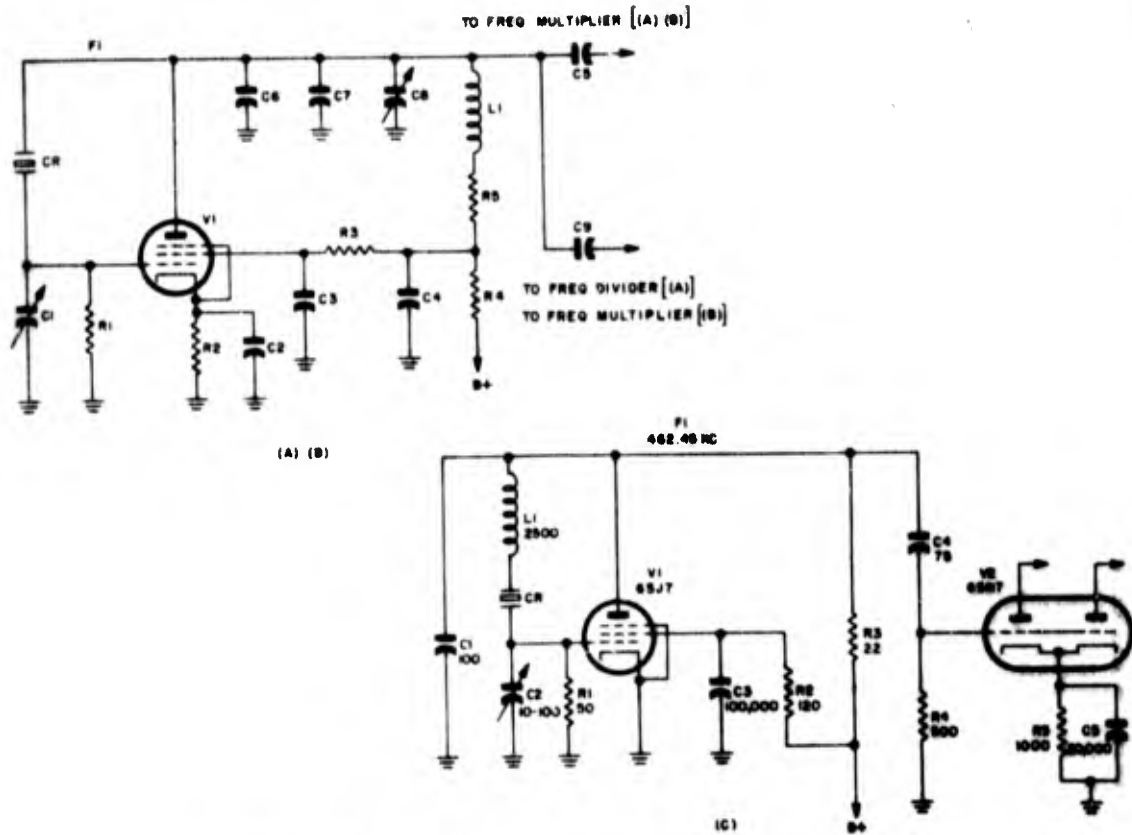 TO FREQ MULTIPLIER [(A) (B)]
F1
C5
C6
C7
C8
L1
CR
R5
V1
C9
R3
C1
R1
C3
C4
R4
TO FREQ DIVIDER [(A)]
TO FREQ MULTIPLIER [(B)]
R2
C2
B+
(A) (B)
F1
462.45 KC
L1
2500
C4
75
V1
6SJ7
V2
CR
R3
22
C1
100
C2
10-100
R1
50
C3
100,000
R2
120
R4
500
R5
1000
C5
(C)
B+